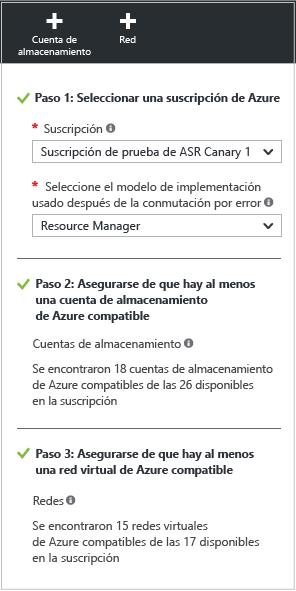 Cuenta de
almacenamiento
Red
Paso 1: Seleccionar una suscripción de Azure
* Suscripción
Suscripción de prueba de ASR Canary 1
* Seleccione el modelo de implementación
usado después de la conmutación por error
Resource Manager
Paso 2: Asegurarse de que hay al menos
una cuenta de almacenamiento
de Azure compatible
Cuentas de almacenamiento
Se encontraron 18 cuentas de almacenamiento
de Azure compatibles de las 26 disponibles
en la suscripción
Paso 3: Asegurarse de que hay al menos
una red virtual de Azure compatible
Redes
Se encontraron 15 redes virtuales
de Azure compatibles de las 17 disponibles
en la suscripción